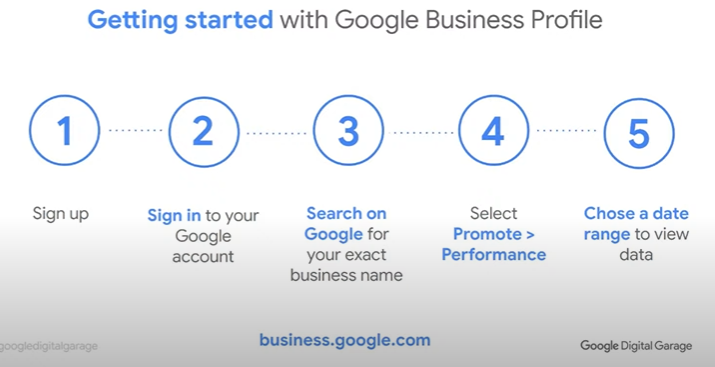 Getting started with Google Business Profile
1
2
3
4
5
Sign up
Sign in to your
Google
account
Search on
Google for
your exact
business name
Select
Promote >
Performance
Chose a date
range to view
data
googledigitalgarage
business.google.com
Google Digital Garage